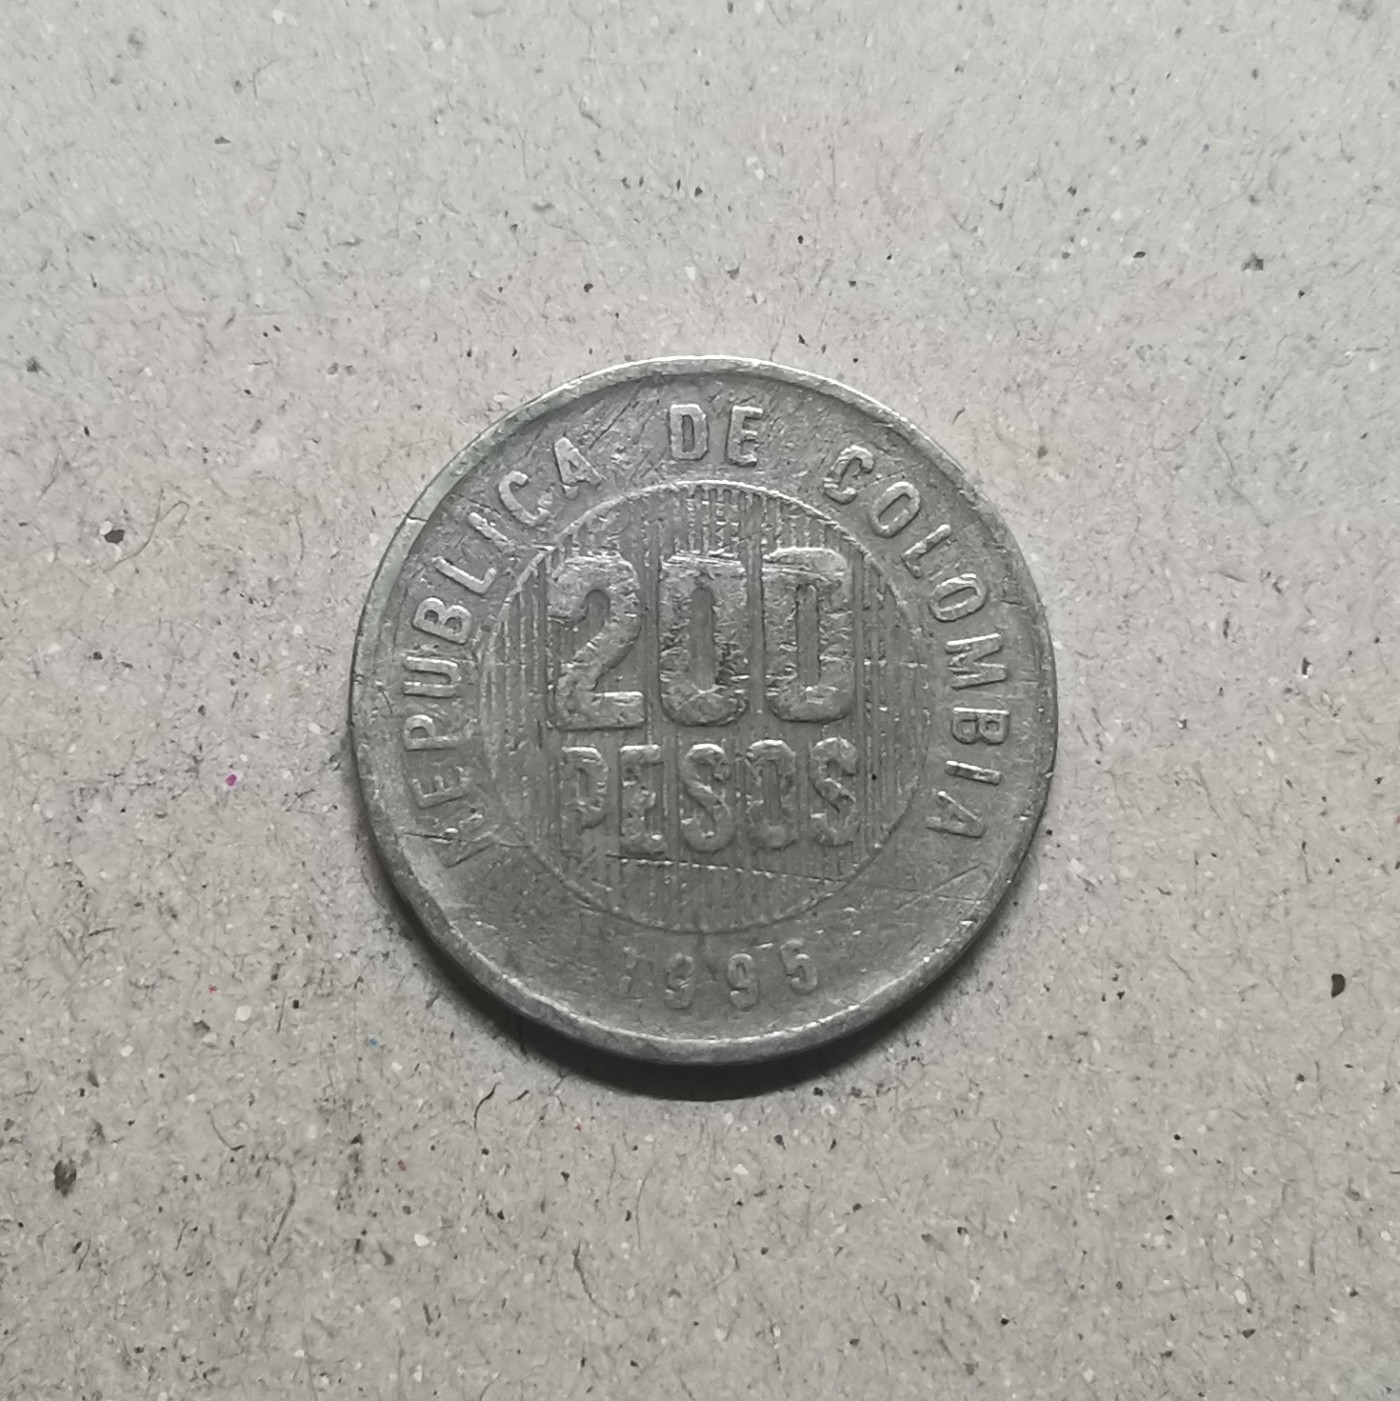 REPUBLICA DE COLOMBIA
200
PESOS
1995